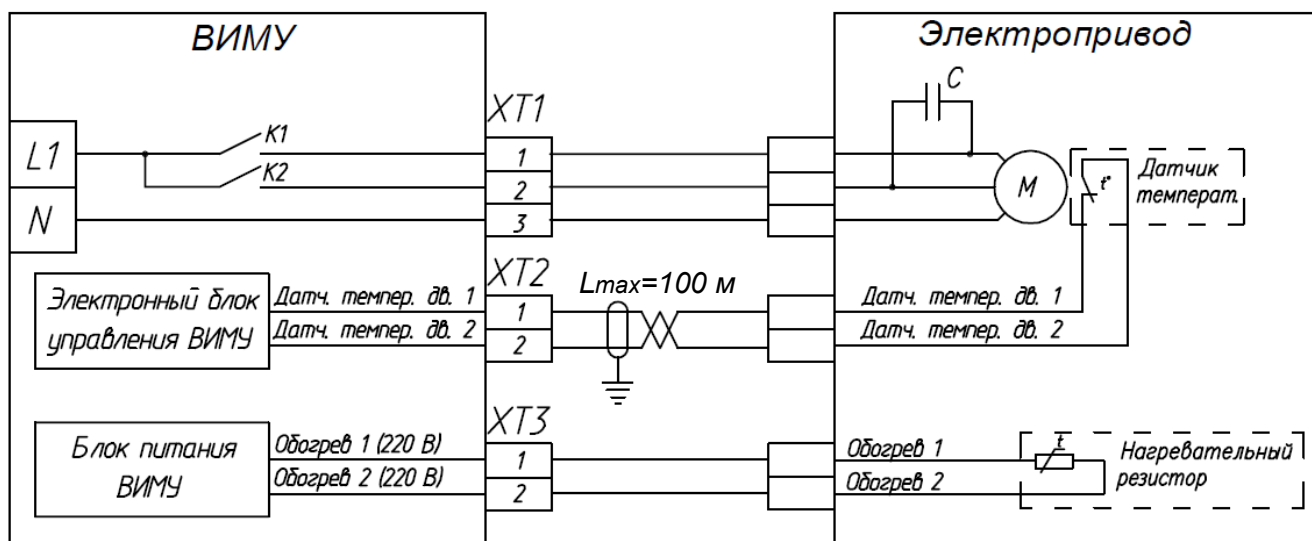 ВИМУ
Электропривод
C
XT1
L1
K1
1
K2
2
N
3
M
t°
Датчик
температ.
XT2
Lmax=100 м
Электронный блок
управления ВИМУ
Датч. темпер. дв. 1
1
Датч. темпер. дв. 1
Датч. темпер. дв. 2
2
Датч. темпер. дв. 2
XT3
Блок питания
ВИМУ
Обогрев 1 (220 В)
1
Обогрев 1
Обогрев 2 (220 В)
2
Обогрев 2
t
Нагревательный
резистор